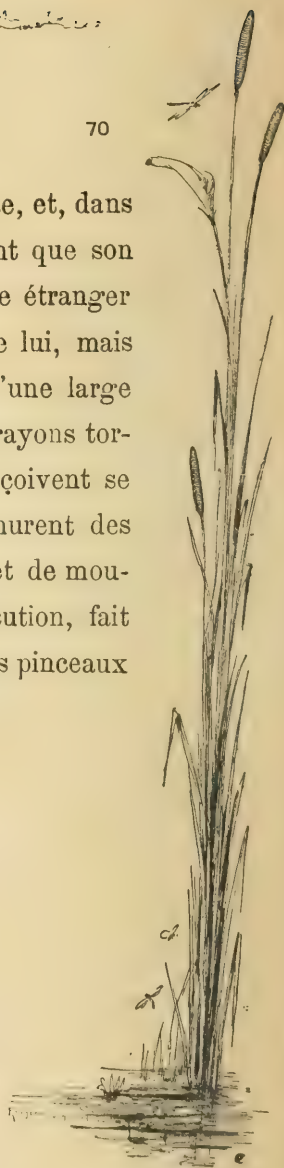 70
e, et, dans
nt que son
e étranger
e lui, mais
'une large
rayons tor-
çoivent se
nurent des
et de mou-
ution, fait
s pinceaux